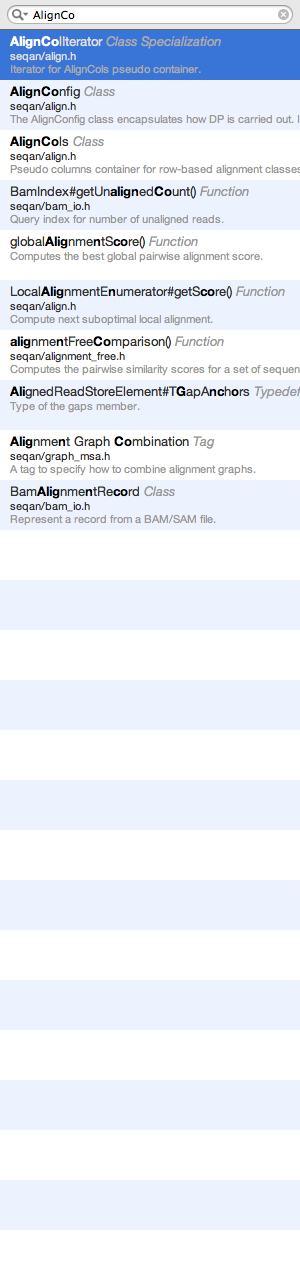 AlignCo
AlignColIterator Class Specialization
seqan/align.h
Iterator for AlignCols pseudo container.
AlignConfig Class
seqan/align.h
The AlignConfig class encapsulates how DP is carried out. I
AlignCols Class
seqan/align.h
Pseudo columns container for row-based alignment classes
BamIndex#getUnalignedCount() Function
seqan/bam_io.h
Query index for number of unaligned reads.
globalAlignmentScore() Function
Computes the best global pairwise alignment score.
LocalAlignmentEnumerator#getScore() Function
seqan/align.h
Compute next suboptimal local alignment.
alignmentFreeComparison() Function
seqan/alignment_free.h
Computes the pairwise similarity scores for a set of sequen
AlignedReadStoreElement#TGapAnchors Typedef
Type of the gaps member.
Alignment Graph Combination Tag
seqan/graph_msa.h
A tag to specify how to combine alignment graphs.
BamAlignmentRecord Class
seqan/bam_io.h
Represent a record from a BAM/SAM file.